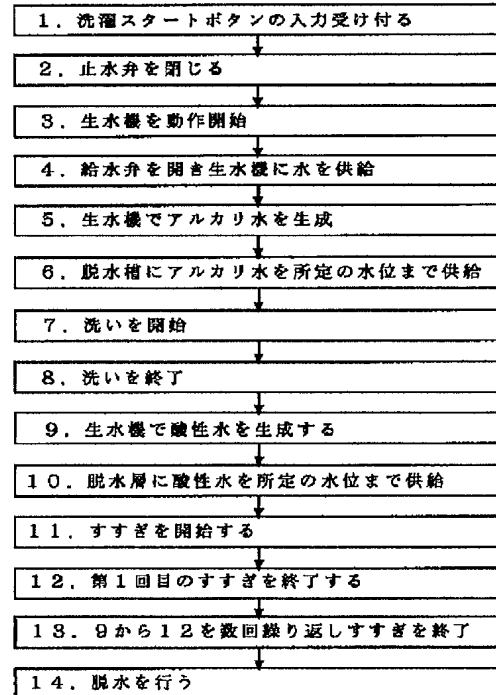 1．洗濯スタートボタンの入力受け付る
2．止水弁を閉じる
3．生水機を動作開始
4．給水弁を開き生水機に水を供給
5．生水機でアルカリ水を生成
6．脱水槽にアルカリ水を所定の水位まで供給
7．洗いを開始
8．洗いを終了
9．生水機で酸性水を生成する
10．脱水層に酸性水を所定の水位まで供給
11．すすぎを開始する
12．第1回目のすすぎを終了する
13．9から12を数回繰り返しすすぎを終了
14．脱水を行う